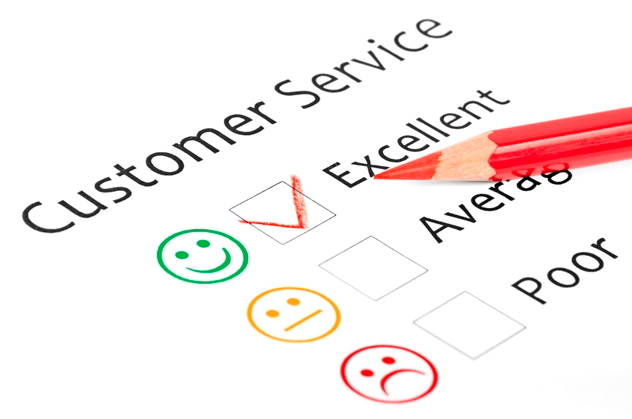 Customer Service
Excellent
Averag
Poor